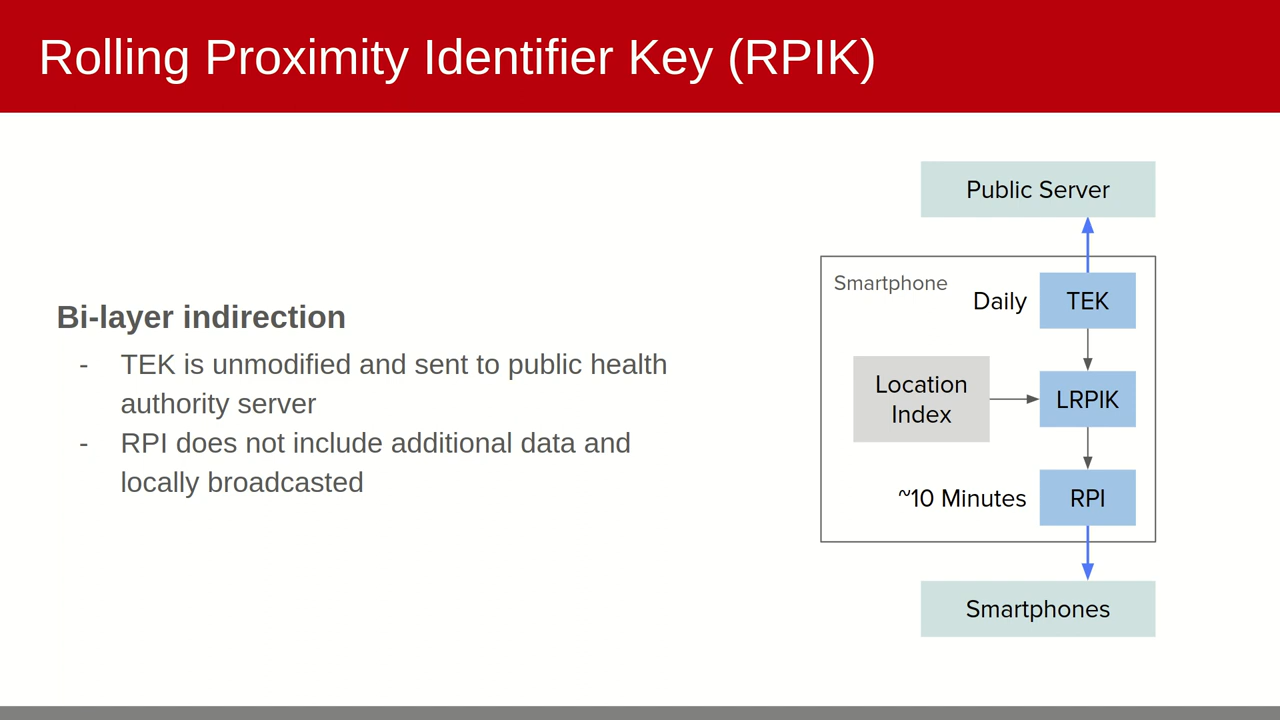 Rolling Proximity Identifier Key (RPIK)
Bi-layer indirection
- TEK is unmodified and sent to public health
authority server
- RPI does not include additional data and
locally broadcasted
Public Server
Smartphone
Daily
TEK
Location
Index
LRPIK
~10 Minutes
RPI
Smartphones